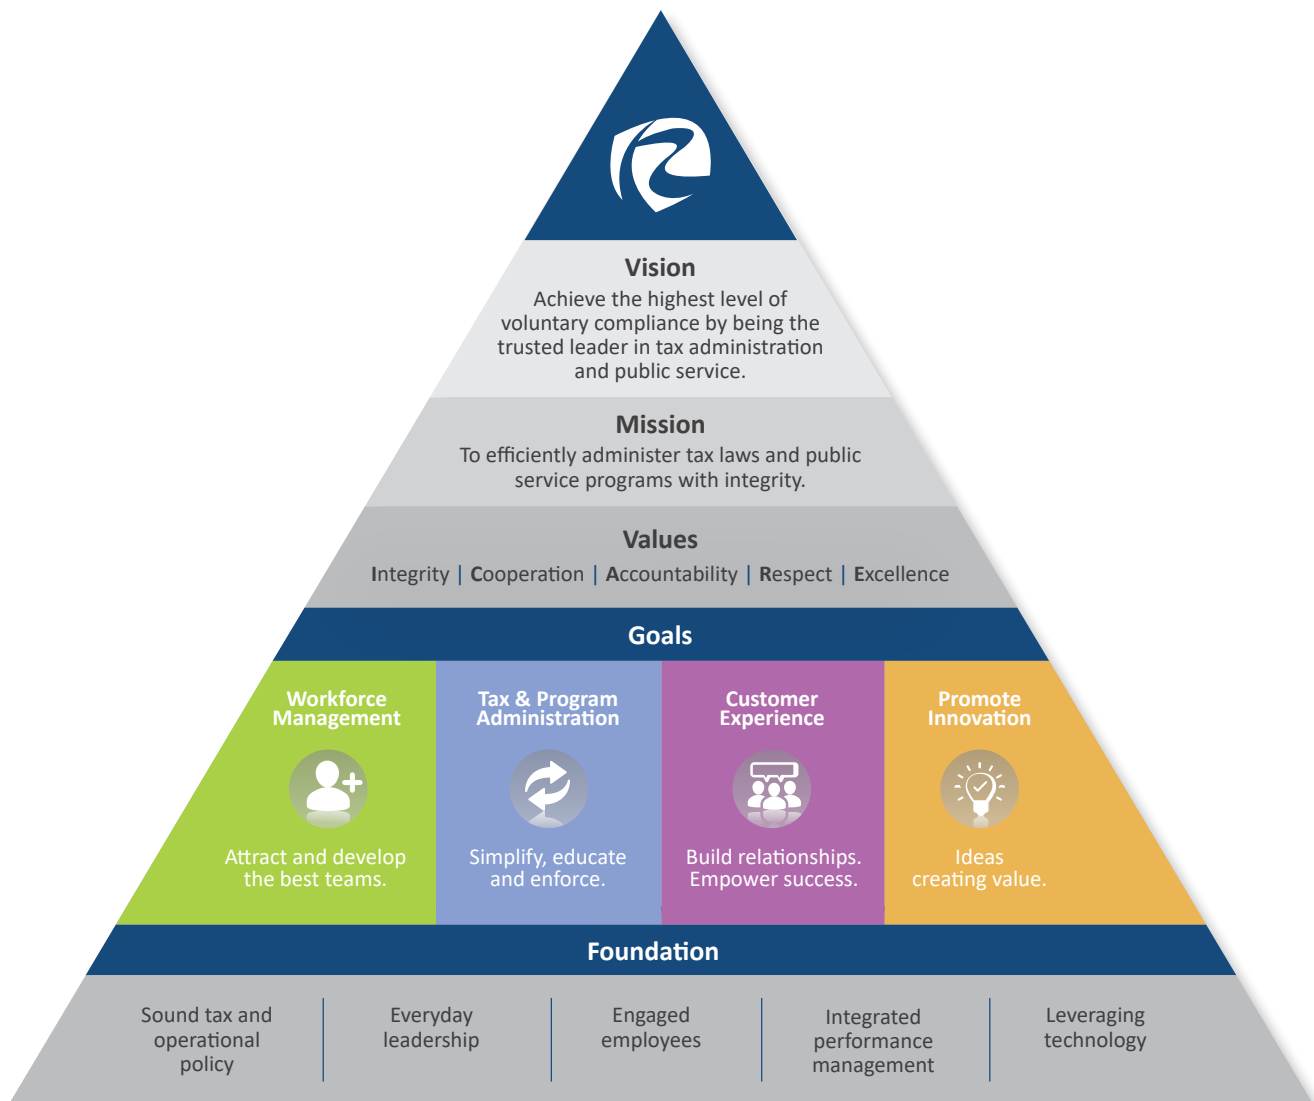 Vision
Achieve the highest level of
voluntary compliance by being the
trusted leader in tax administration
and public service.
Mission
To efficiently administer tax laws and public
service programs with integrity.
Values
Integrity | Cooperation | Accountability | Respect | Excellence
Goals
Workforce
Management
Attract and develop
the best teams.
Tax & Program
Administration
Simplify, educate
and enforce.
Customer
Experience
Build relationships.
Empower success.
Promote
Innovation
Ideas
creating value.
Foundation
Sound tax and
operational
policy
Everyday
leadership
Engaged
employees
Integrated
performance
management
Leveraging
technology